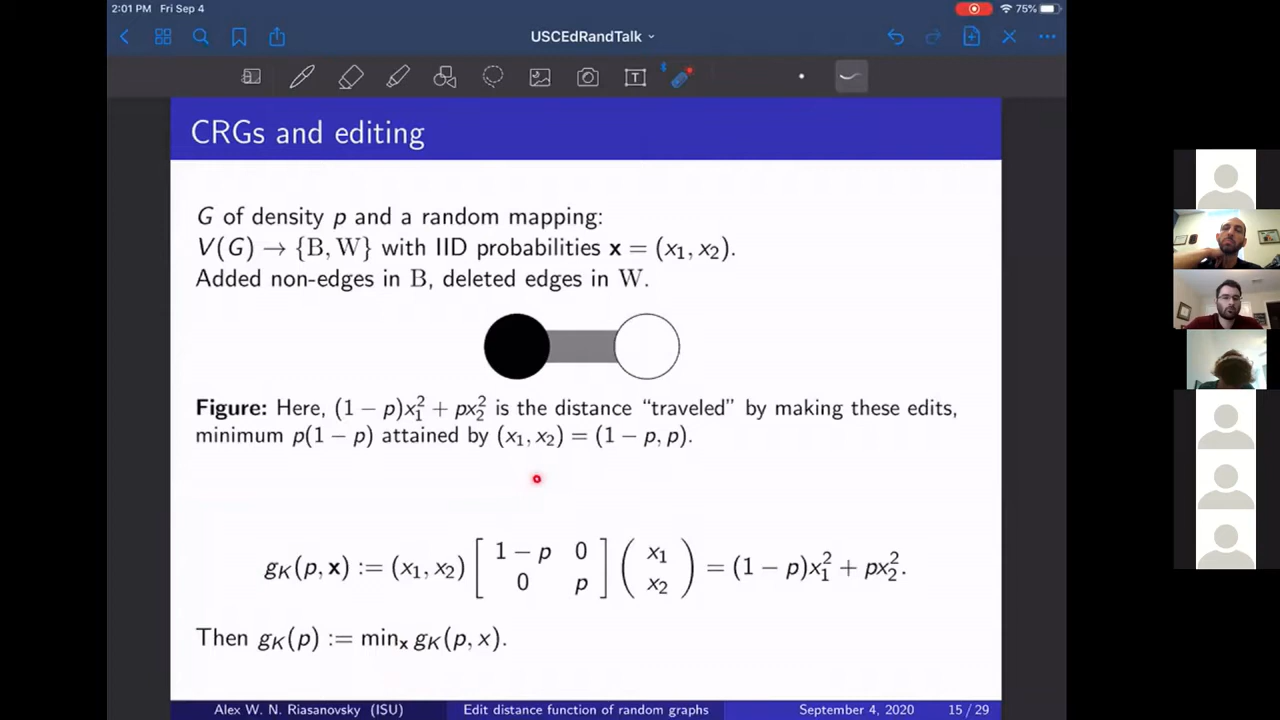 2:01 PM Fri Sep 4
75%
USCEdRandTalk
T
CRGs and editing
G of density p and a random mapping:
V(G) → {B, W} with IID probabilities x = (x₁, x₂).
Added non-edges in B, deleted edges in W.
Figure: Here, (1 − p)x₁² + px₂² is the distance “traveled” by making these edits,
minimum p(1 − p) attained by (x₁, x₂) = (1 − p, p).
g_K(p, x) := (x₁, x₂) [ 1 − p 0 ; 0 p ] ( x₁ ; x₂ ) = (1 − p)x₁² + px₂².
Then g_K(p) := minₓ g_K(p, x).
Alex W. N. Riasanovsky (ISU) Edit distance function of random graphs September 4, 2020 15 / 29